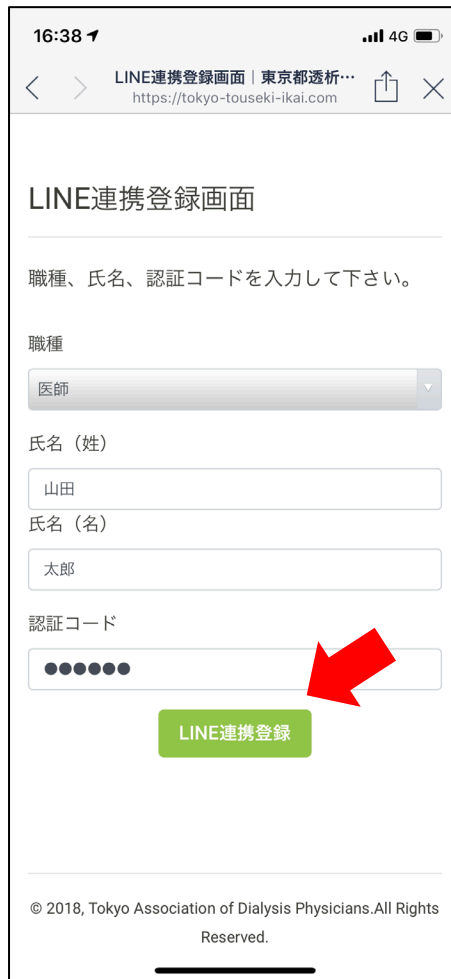 16:38
4G
LINE連携登録画面｜東京都透析…
https://tokyo-touseki-ikai.com
LINE連携登録画面
職種、氏名、認証コードを入力して下さい。
職種
医師
氏名（姓）
山田
氏名（名）
太郎
認証コード
●●●●●●
LINE連携登録
© 2018, Tokyo Association of Dialysis Physicians.All Rights
Reserved.